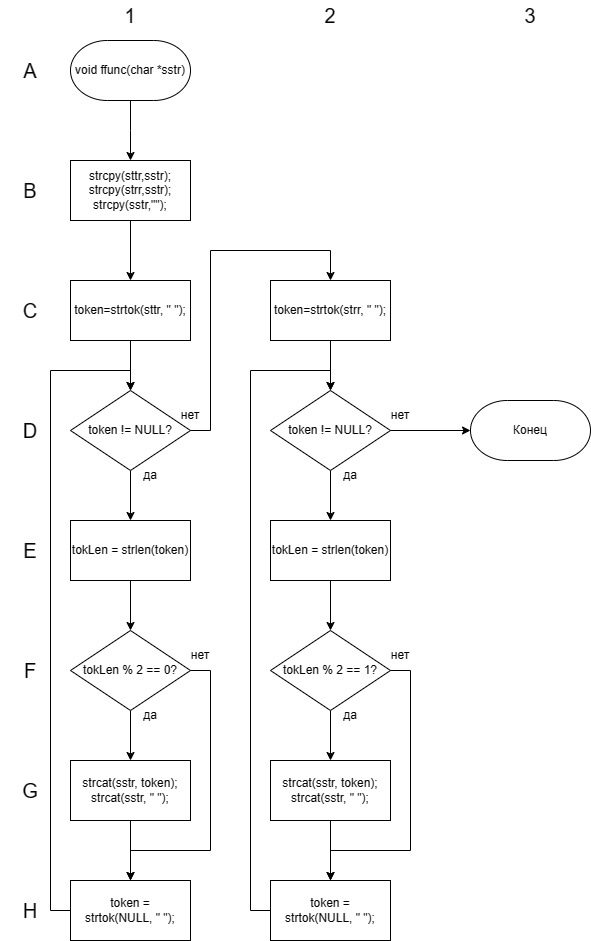 1 2 3
A
void ffunc(char *sstr)
B
strcpy(sttr,sstr);
strcpy(strr,sstr);
strcpy(sstr,"");
C
token=strtok(sttr, " ");
token=strtok(strr, " ");
D
token != NULL?
нет
да
token != NULL?
нет
да
Конец
E
tokLen = strlen(token)
tokLen = strlen(token)
F
tokLen % 2 == 0?
нет
да
tokLen % 2 == 1?
нет
да
G
strcat(sstr, token);
strcat(sstr, " ");
strcat(sstr, token);
strcat(sstr, " ");
H
token =
strtok(NULL, " ");
token =
strtok(NULL, " ");